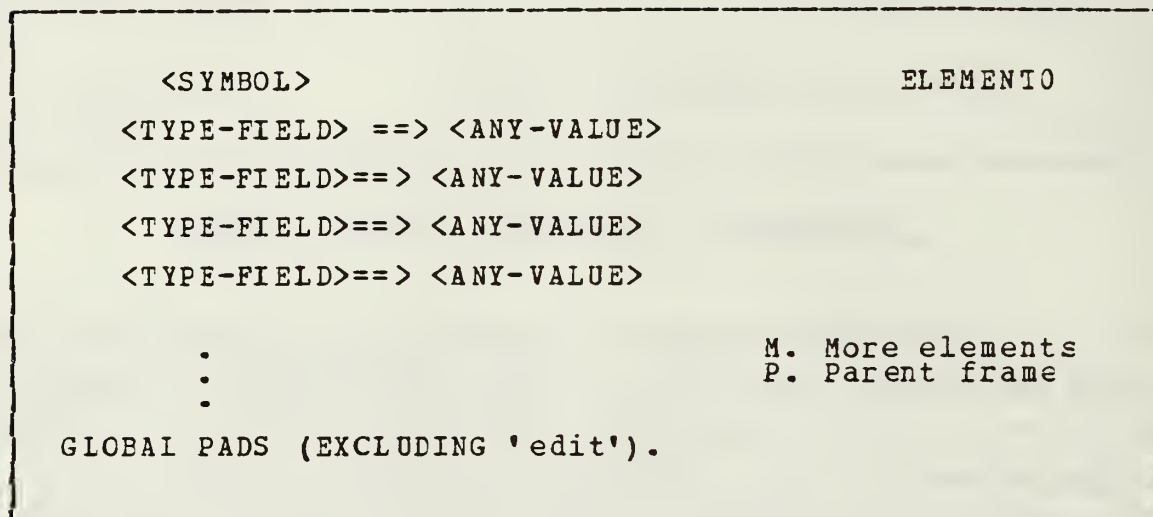 <SYMBOL> ELEMENT0
<TYPE-FIELD> ==> <ANY-VALUE>
<TYPE-FIELD>==> <ANY-VALUE>
<TYPE-FIELD>==> <ANY-VALUE>
<TYPE-FIELD>==> <ANY-VALUE>
.
. M. More elements
. P. Parent frame
GLOBAL PADS (EXCLUDING 'edit').